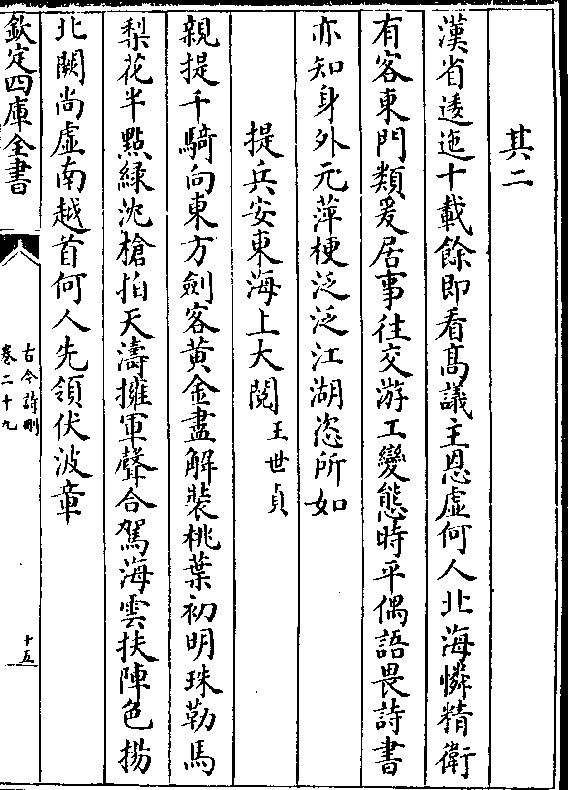 其二
漢省逶迤十載餘即看髙議主恩虛何人北海憐精衛
有客東門類爰居事往交游工變態時平偶語畏詩書
亦知身外元萍梗泛泛江湖恣所如
提兵安東海上大閱王世貞
親提千騎向東方劍客黄金盡解裝桃葉初明珠勒馬
梨花半㸃綠沈槍拍天濤擁軍聲合駕海雲扶陣色揚
北闕尚虛南越首何人先領伏波章
欽定四庫全書
古今詩刪
卷二十九
十五